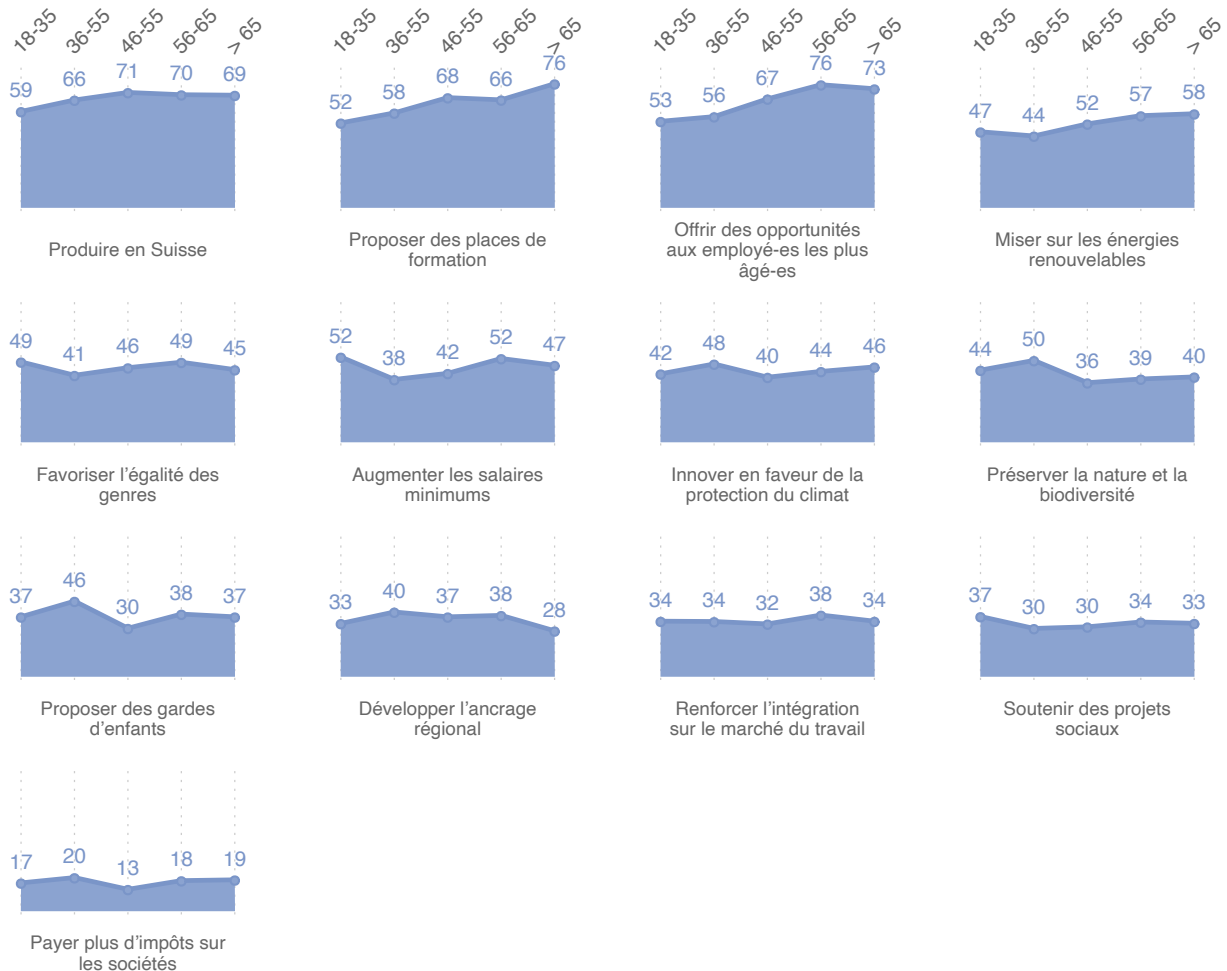 18-35 36-55 46-55 56-65 > 65 18-35 36-55 46-55 56-65 > 65 18-35 36-55 46-55 56-65 > 65 18-35 36-55 46-55 56-65 > 65
59 66 71 70 69 52 58 68 66 76 53 56 67 76 73 47 44 52 57 58
Produire en Suisse
Proposer des places de
formation
Offrir des opportunités
aux employé-es les plus
âgé-es
Miser sur les énergies
renouvelables
49 41 46 49 45 52 38 42 52 47 42 48 40 44 46 44 50 36 39 40
Favoriser l'égalité des
genres
Augmenter les salaires
minimums
Innover en faveur de la
protection du climat
Préserver la nature et la
biodiversité
37 46 30 38 37 33 40 37 38 28 34 34 32 38 34 37 30 30 34 33
Proposer des gardes
d'enfants
Développer l'ancrage
régional
Renforcer l'intégration
sur le marché du travail
Soutenir des projets
sociaux
17 20 13 18 19
Payer plus d'impôts sur
les sociétés